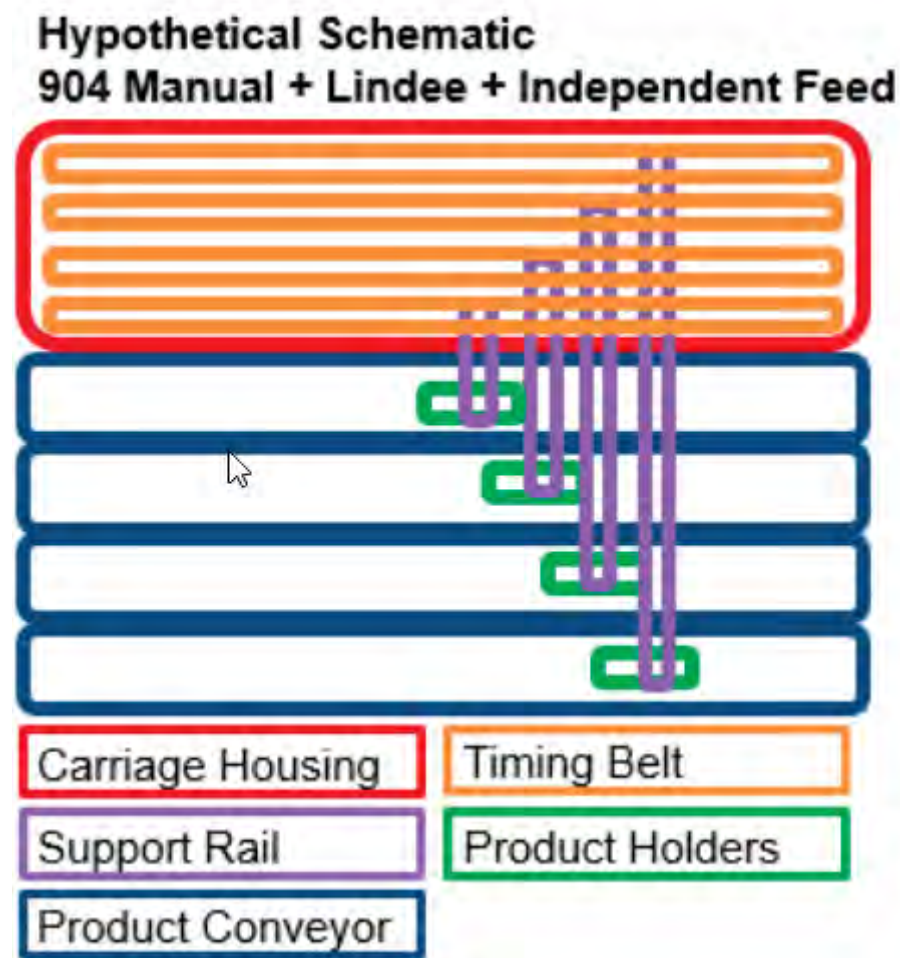 Hypothetical Schematic
904 Manual + Lindee + Independent Feed
Carriage Housing
Timing Belt
Support Rail
Product Holders
Product Conveyor